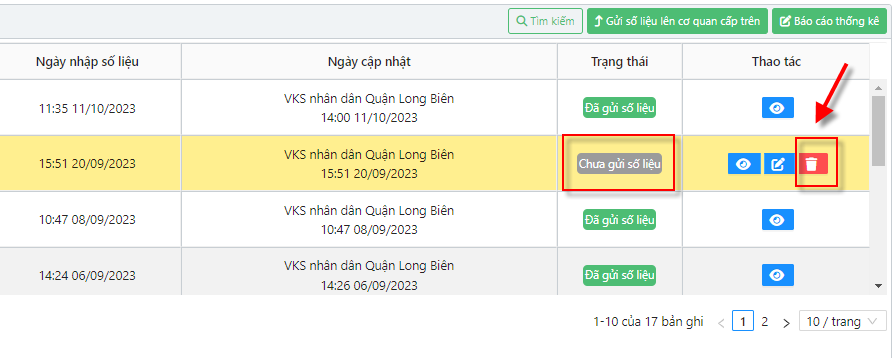 Tìm kiếm
Gửi số liệu lên cơ quan cấp trên
Báo cáo thống kê
Ngày nhập số liệu
Ngày cập nhật
Trạng thái
Thao tác
11:35 11/10/2023
VKS nhân dân Quận Long Biên
14:00 11/10/2023
Đã gửi số liệu
15:51 20/09/2023
VKS nhân dân Quận Long Biên
15:51 20/09/2023
Chưa gửi số liệu
10:47 08/09/2023
VKS nhân dân Quận Long Biên
10:47 08/09/2023
Đã gửi số liệu
14:24 06/09/2023
VKS nhân dân Quận Long Biên
14:26 06/09/2023
Đã gửi số liệu
1-10 của 17 bản ghi
1
2
10 / trang